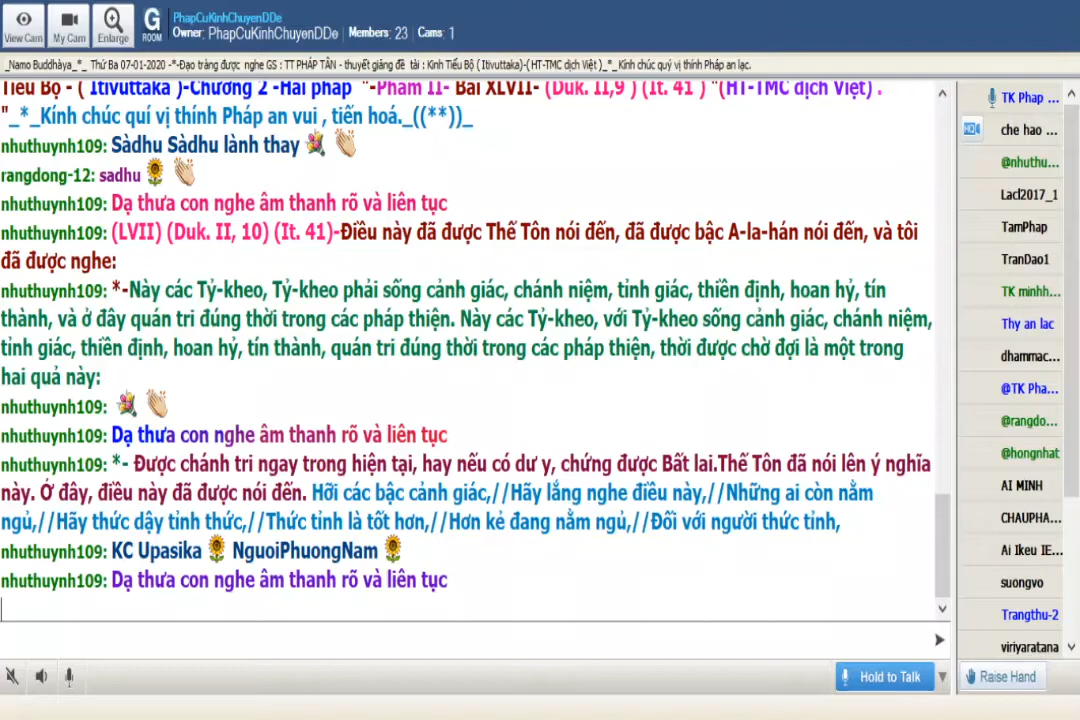 PhapCuKinhChuyenDDe
View Cam My Cam Enlarge G ROOM Owner: PhapCuKinhChuyenDDe Members: 23 Cams: 1
_Namo Buddhàya_*_ Thứ Ba 07-01-2020 -*-Đạo tràng được nghe GS : TT PHÁP TÂN - thuyết giảng đề tài : Kinh Tiểu Bộ ( Itivuttaka)-( HT-TMC dịch Việt )_*_ Kính chúc quý vị thính Pháp an lạc.
Tiểu Bộ - ( Itivuttaka )-Chương 2 -Hai pháp "-Phẩm II- Bài XLVII- (Duk. II,9 ) (It. 41 ) "(HT-TMC dịch Việt) .
"_*_Kính chúc quí vị thính Pháp an vui , tiến hoá._((**))_
nhuthuynh109: Sàdhu Sàdhu lành thay
rangdong-12: sadhu
nhuthuynh109: Dạ thưa con nghe âm thanh rõ và liên tục
nhuthuynh109: (LVII) (Duk. II, 10) (It. 41)-Điều này đã được Thế Tôn nói đến, đã được bậc A-la-hán nói đến, và tôi
đã được nghe:
nhuthuynh109: *-Này các Tỷ-kheo, Tỷ-kheo phải sống cảnh giác, chánh niệm, tỉnh giác, thiền định, hoan hỷ, tín
thành, và ở đây quán tri đúng thời trong các pháp thiện. Này các Tỷ-kheo, với Tỷ-kheo sống cảnh giác, chánh niệm,
tỉnh giác, thiền định, hoan hỷ, tín thành, quán tri đúng thời trong các pháp thiện, thời được chờ đợi là một trong
hai quả này:
nhuthuynh109:
nhuthuynh109: Dạ thưa con nghe âm thanh rõ và liên tục
nhuthuynh109: *- Được chánh tri ngay trong hiện tại, hay nếu có dư y, chứng được Bất lai.Thế Tôn đã nói lên ý nghĩa
này. Ở đây, điều này đã được nói đến. Hỡi các bậc cảnh giác,//Hãy lắng nghe điều này,//Những ai còn nằm
ngủ,//Hãy thức dậy tỉnh thức,//Thức tỉnh là tốt hơn,//Hơn kẻ đang nằm ngủ,//Đối với người thức tỉnh,
nhuthuynh109: KC Upasika NguoiPhuongNam
nhuthuynh109: Dạ thưa con nghe âm thanh rõ và liên tục
Hold to Talk
TK Phap ...
che hao ...
@nhuthu...
Lacl2017_1
TamPhap
TranDao1
TK minhh...
Thy an lac
dhammac...
@TK Pha...
@rangdo...
@hongnhat
AI MINH
CHAUPHA...
Ai Ikeu IE...
suongvo
Trangthu-2
viriyaratana
Raise Hand